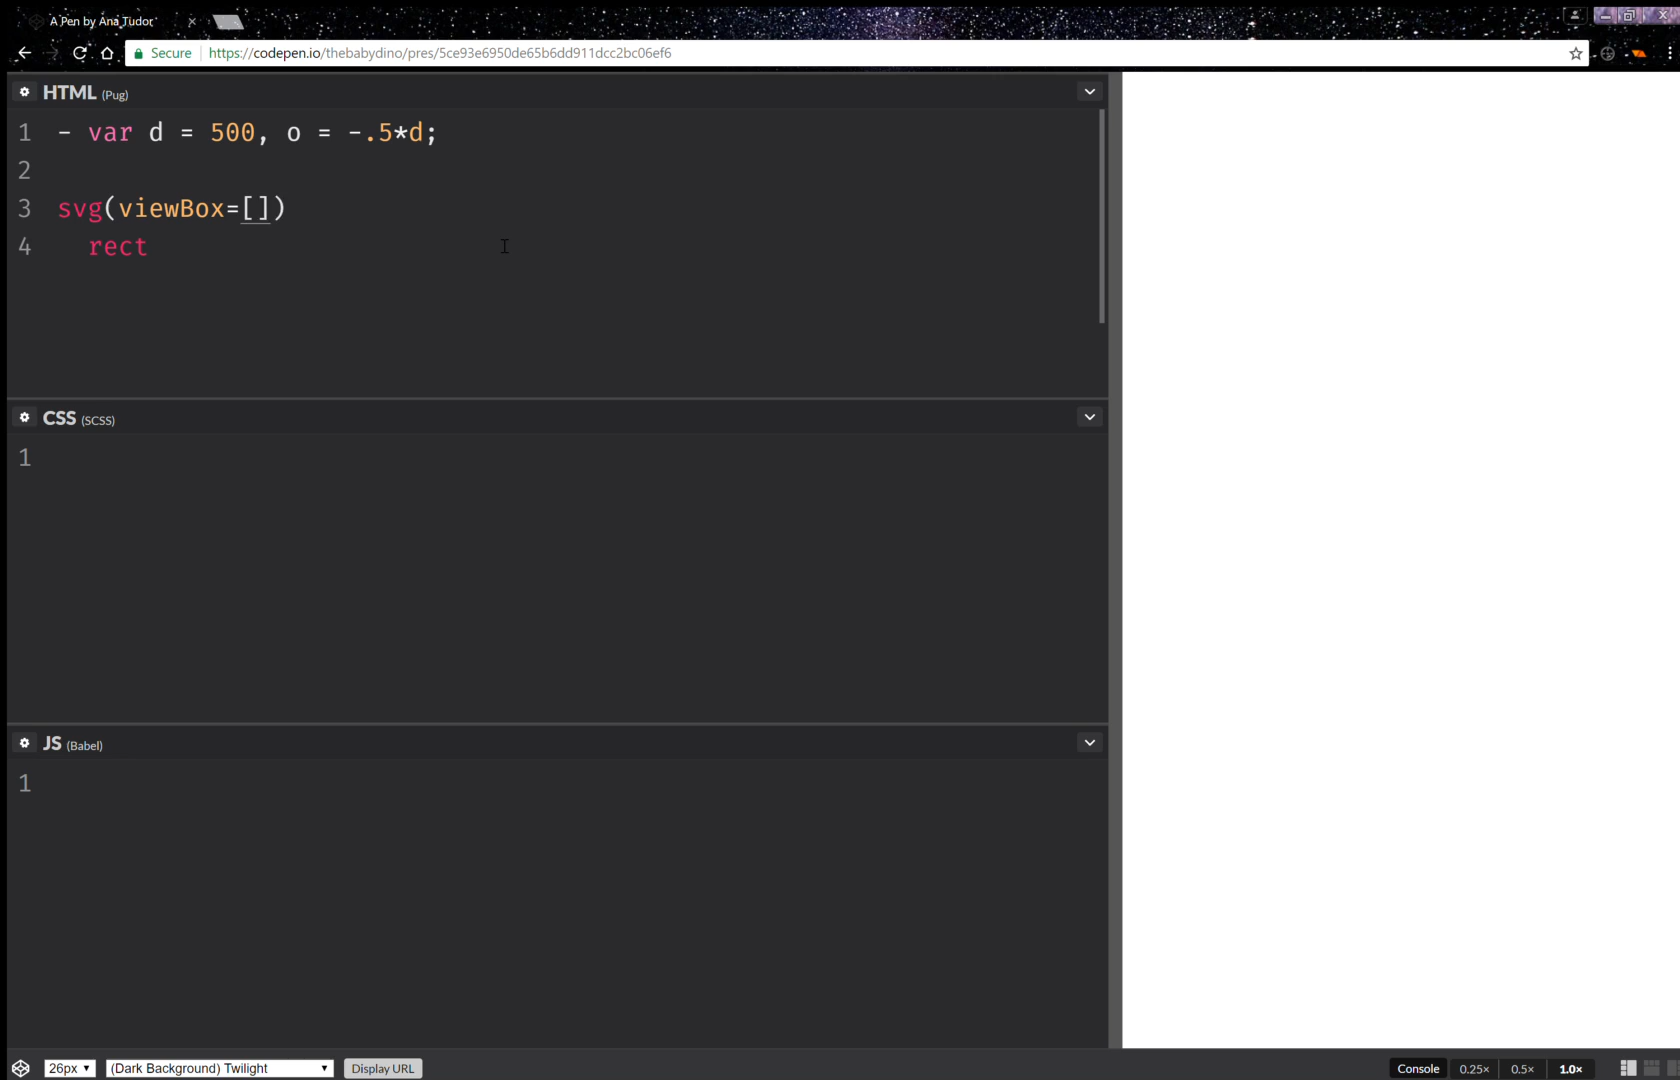 A Pen by Ana Tudor
Secure https://codepen.io/thebabydino/pres/5ce93e6950de65b6dd911dcc2bc06ef6
HTML (Pug)
1 - var d = 500, o = -.5*d;
2
3 svg(viewBox=[])
4 rect
CSS (SCSS)
1
JS (Babel)
1
26px (Dark Background) Twilight Display URL Console 0.25× 0.5× 1.0×